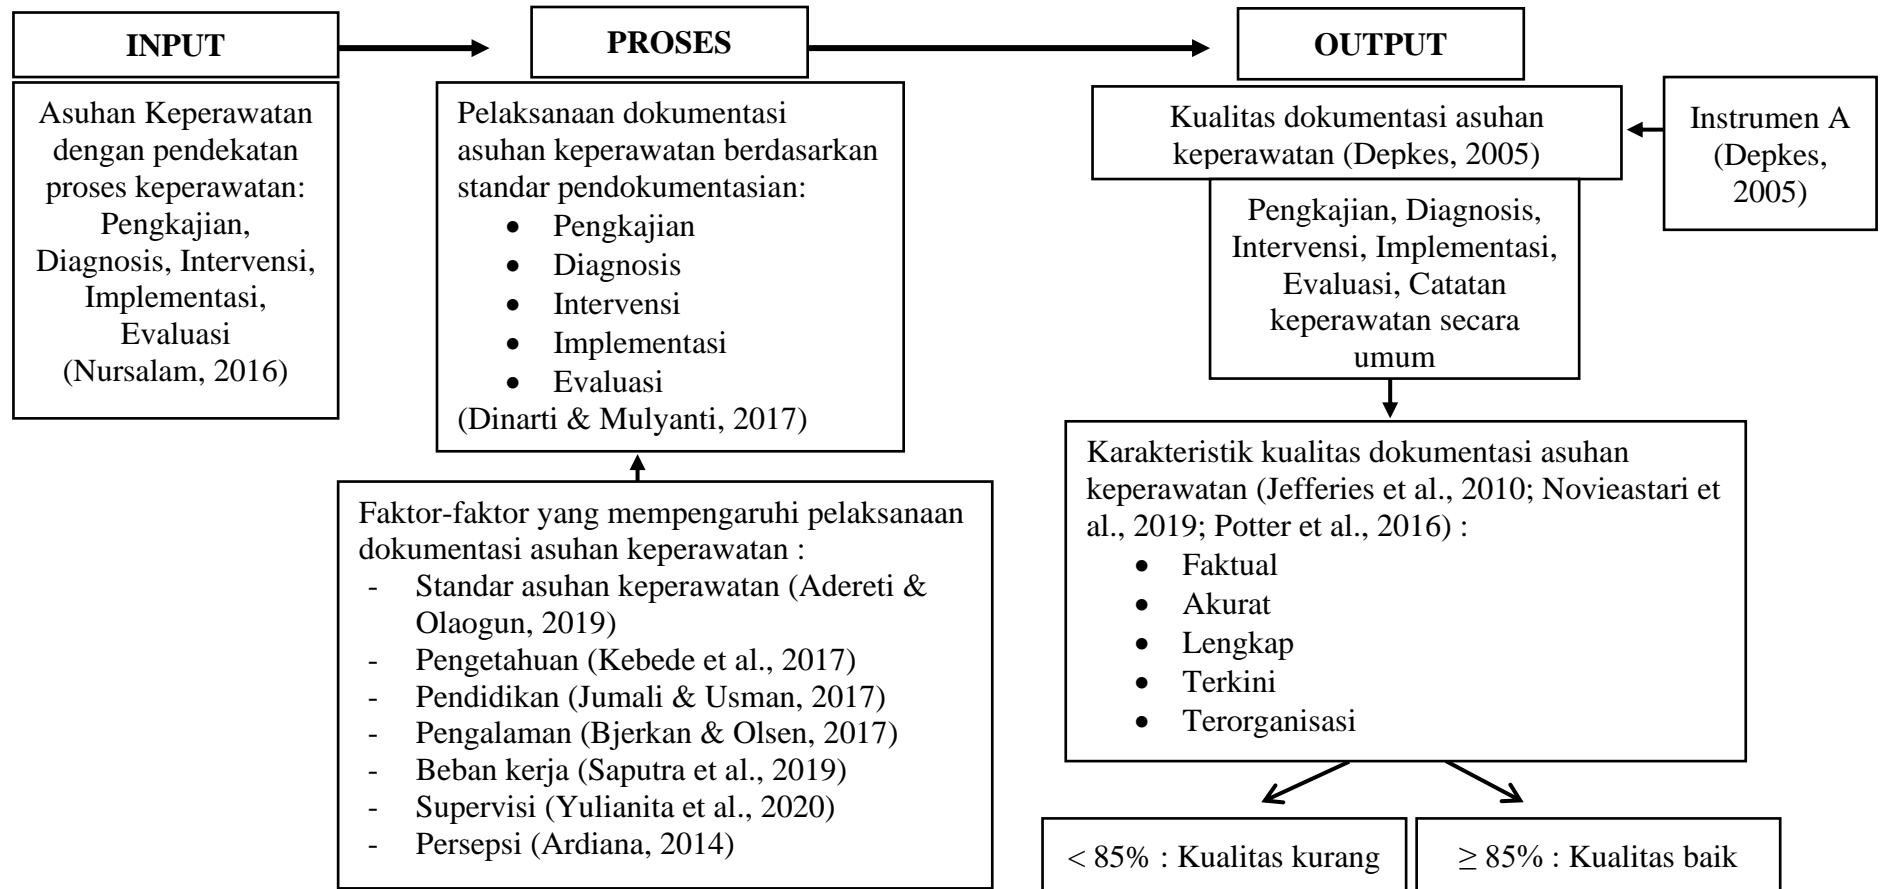 INPUT
PROSES
OUTPUT
Asuhan Keperawatan
dengan pendekatan
proses keperawatan:
Pengkajian,
Diagnosis, Intervensi,
Implementasi,
Evaluasi
(Nursalam, 2016)
Pelaksanaan dokumentasi
asuhan keperawatan berdasarkan
standar pendokumentasian:
• Pengkajian
• Diagnosis
• Intervensi
• Implementasi
• Evaluasi
(Dinarti & Mulyanti, 2017)
Faktor-faktor yang mempengaruhi pelaksanaan
dokumentasi asuhan keperawatan :
- Standar asuhan keperawatan (Adereti &
Olaogun, 2019)
- Pengetahuan (Kebede et al., 2017)
- Pendidikan (Jumali & Usman, 2017)
- Pengalaman (Bjerkan & Olsen, 2017)
- Beban kerja (Saputra et al., 2019)
- Supervisi (Yulianita et al., 2020)
- Persepsi (Ardiana, 2014)
Kualitas dokumentasi asuhan
keperawatan (Depkes, 2005)
Instrumen A
(Depkes,
2005)
Pengkajian, Diagnosis,
Intervensi, Implementasi,
Evaluasi, Catatan
keperawatan secara
umum
Karakteristik kualitas dokumentasi asuhan
keperawatan (Jefferies et al., 2010; Novieastari et
al., 2019; Potter et al., 2016) :
• Faktual
• Akurat
• Lengkap
• Terkini
• Terorganisasi
< 85% : Kualitas kurang
≥ 85% : Kualitas baik